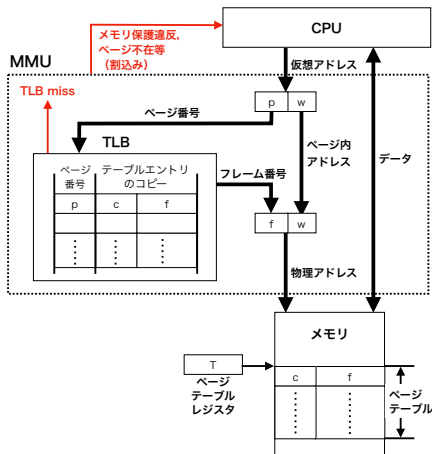 CPU
メモリ保護違反,
ページ不在等
（割込み）
MMU
仮想アドレス
TLB miss
p w
ページ番号
TLB
ページ内
アドレス
データ
ページ
番号
テーブルエントリ
のコピー
フレーム番号
p c f
f w
物理アドレス
メモリ
T
ページ
テーブル
レジスタ
c f
ページ
テーブル